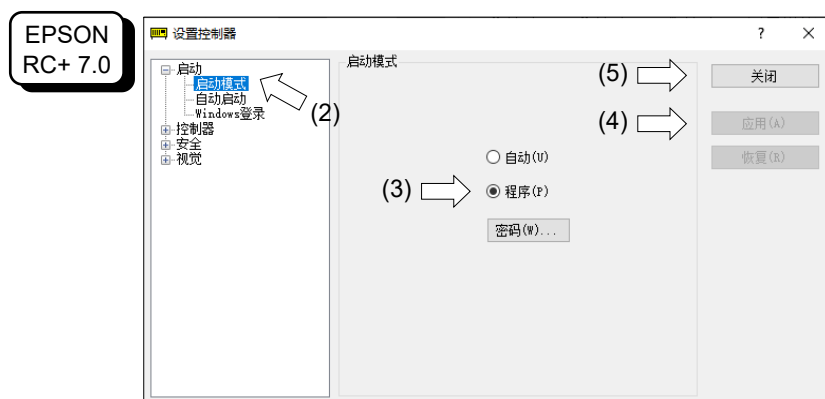 EPSON
RC+ 7.0
设置控制器
?
启动
启动模式
自动启动
Windows登录
控制器
安全
视觉
(2)
启动模式
(3)
自动(U)
程序(P)
密码(W)...
(5)
关闭
(4)
应用(A)
恢复(R)